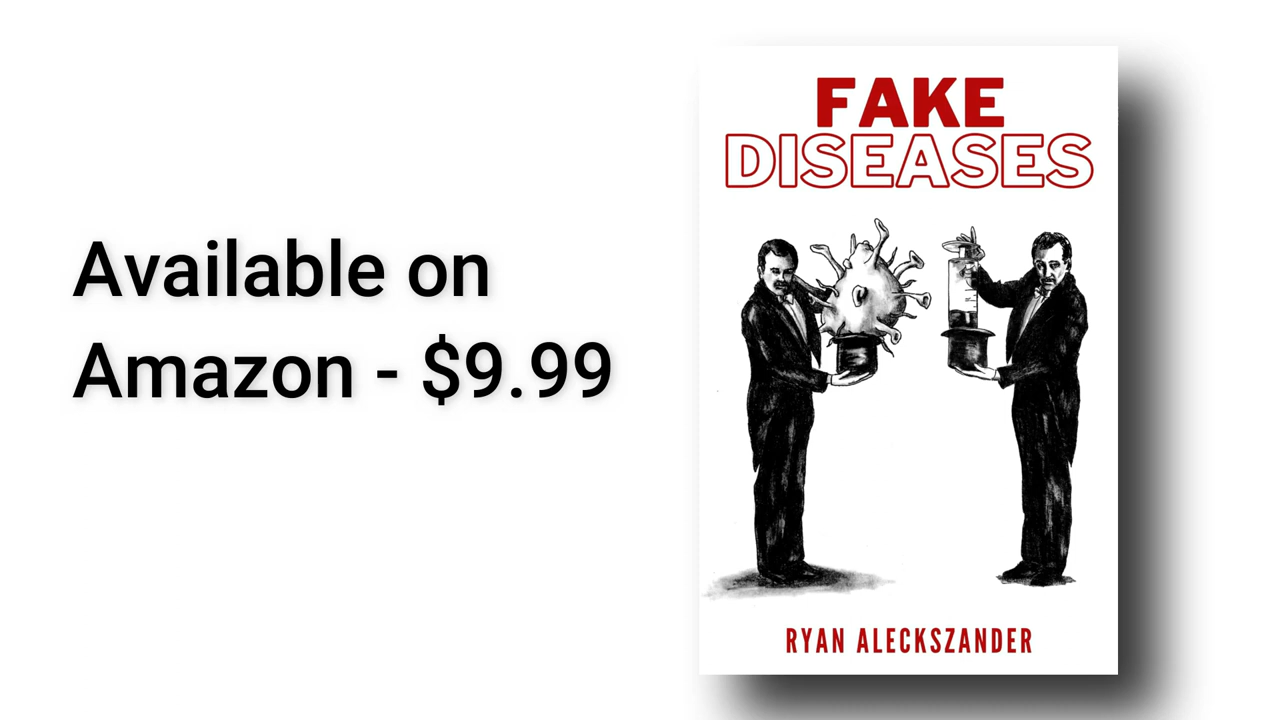 Available on
Amazon - $9.99
FAKE
DISEASES
RYAN ALECKSZANDER